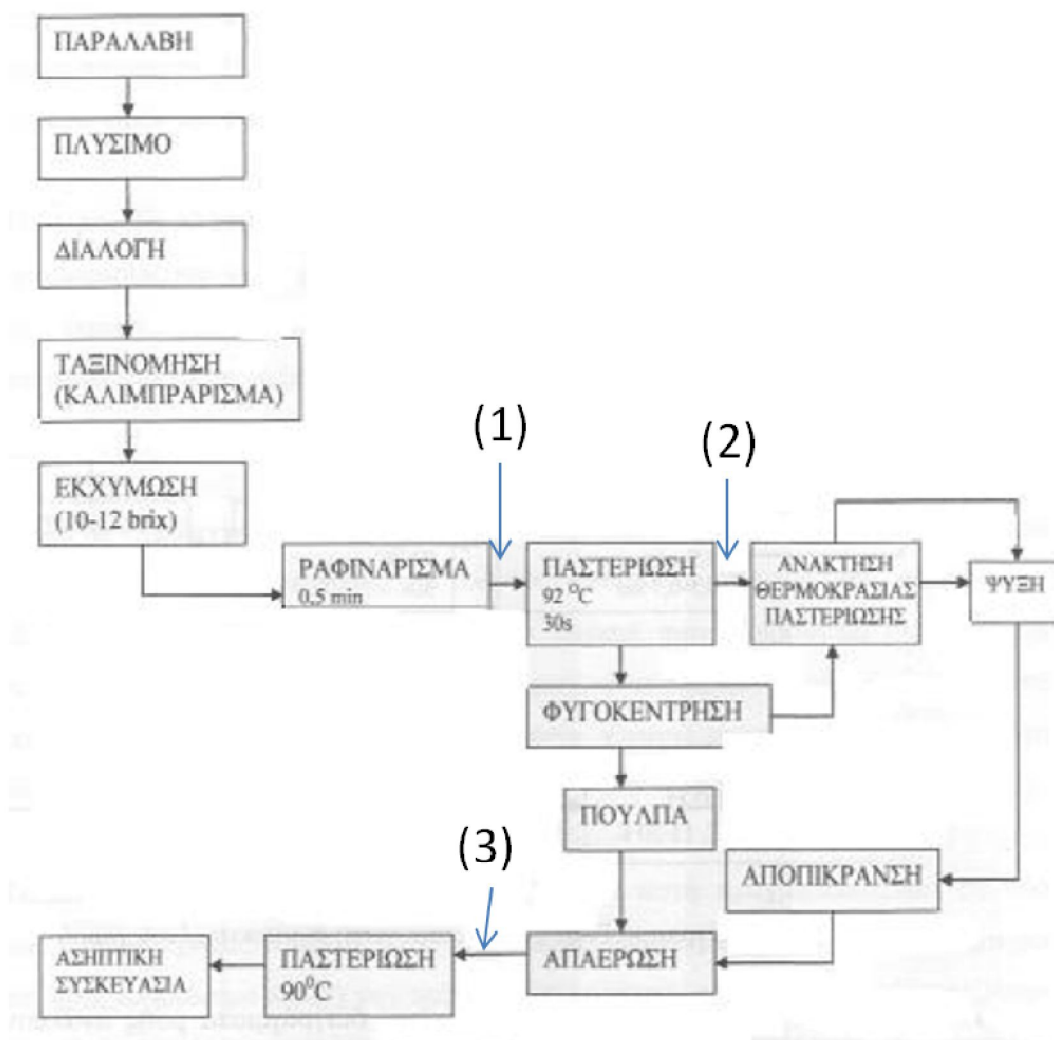 ΠΑΡΑΛΑΒΗ
ΠΛΥΣΙΜΟ
ΔΙΑΛΟΓΗ
ΤΑΞΙΝΟΜΗΣΗ
(ΚΑΛΙΜΠΡΑΡΙΣΜΑ)
ΕΚΧΥΜΩΣΗ
(10-12 brix)
(1)
(2)
ΡΑΦΙΝΑΡΙΣΜΑ
0,5 min
ΠΑΣΤΕΡΙΩΣΗ
92 °C
30s
ΑΝΑΚΤΗΣΗ
ΘΕΡΜΟΚΡΑΣΙΑΣ
ΠΑΣΤΕΡΙΩΣΗΣ
ΨΥΞΗ
ΦΥΓΟΚΕΝΤΡΗΣΗ
ΠΟΥΛΠΑ
(3)
ΑΠΟΠΙΚΡΑΝΣΗ
ΑΣΗΠΤΙΚΗ
ΣΥΣΚΕΥΑΣΙΑ
ΠΑΣΤΕΡΙΩΣΗ
90⁰C
ΑΠΑΕΡΩΣΗ